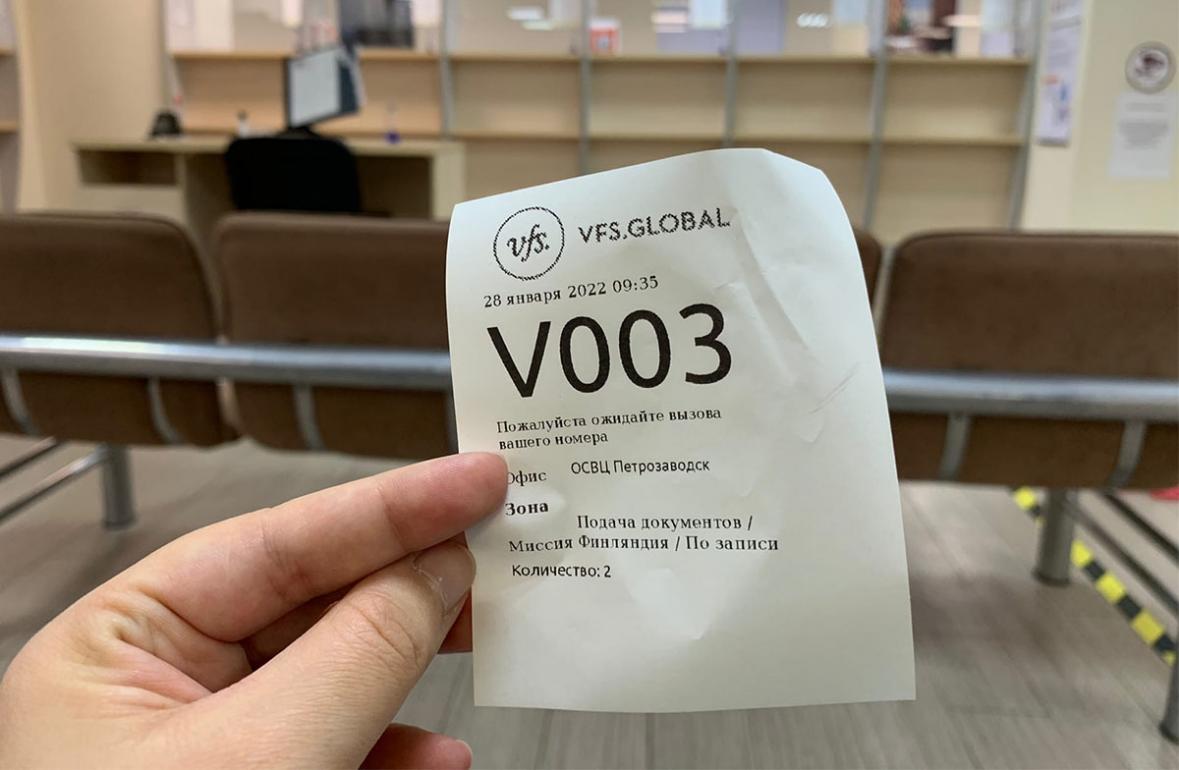 vfs. VFS.GLOBAL
28 января 2022 09:35
V003
Пожалуйста ожидайте вызова
вашего номера
Офис ОСВЦ Петрозаводск
Зона
Подача документов /
Миссия Финляндия / По записи
Количество: 2